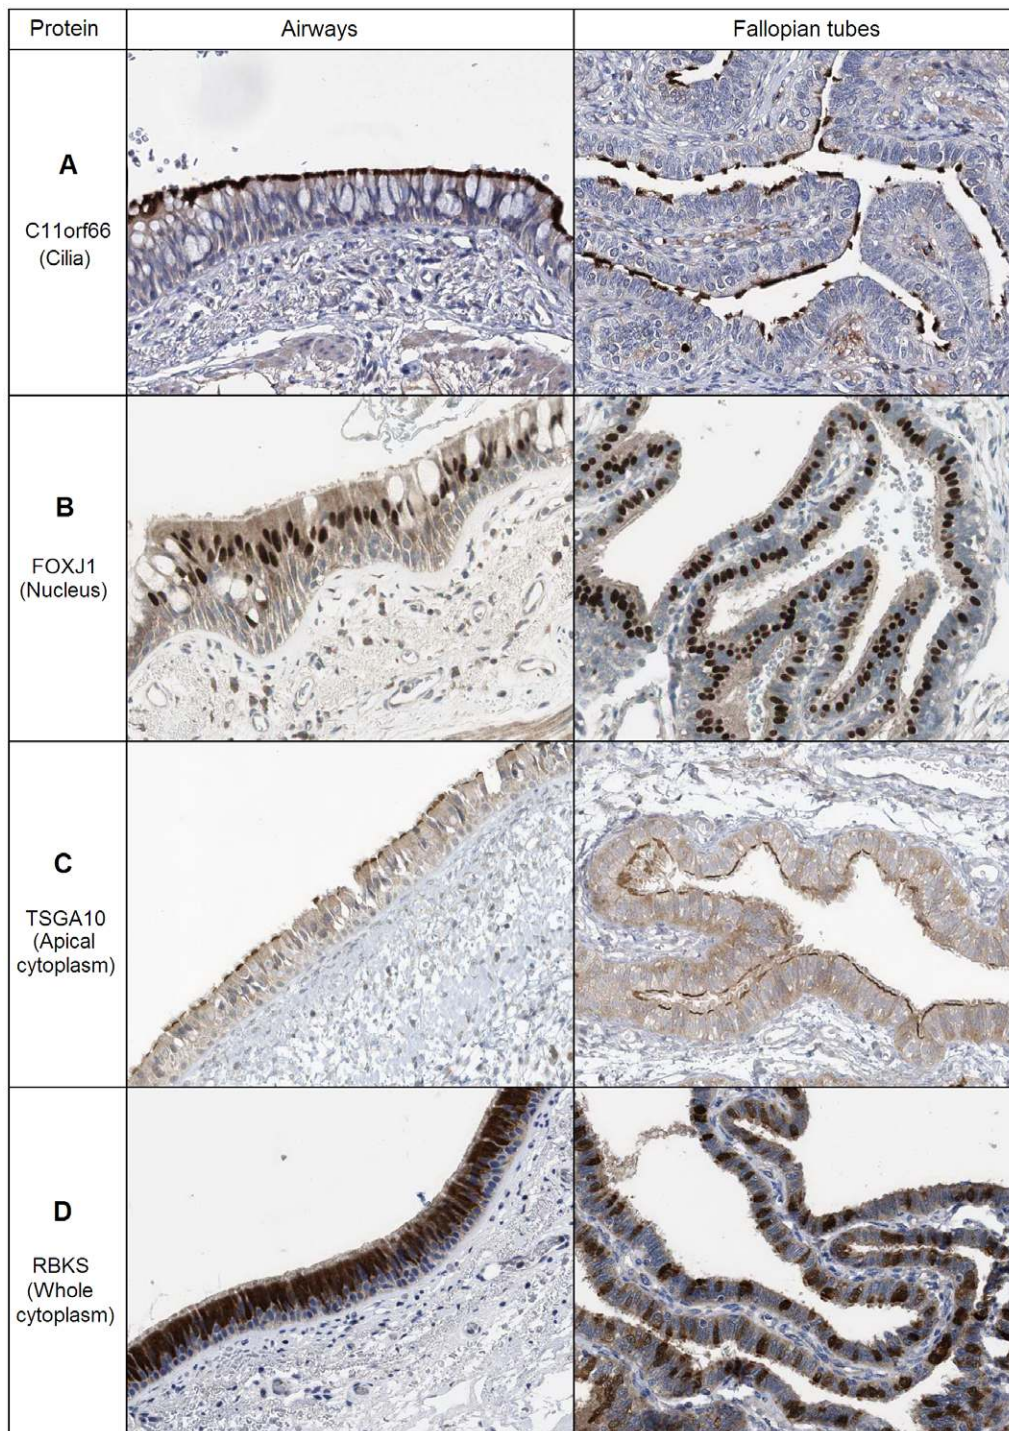 Protein Airways Fallopian tubes
A
C11orf66
(Cilia)
B
FOXJ1
(Nucleus)
C
TSGA10
(Apical
cytoplasm)
D
RBKS
(Whole
cytoplasm)